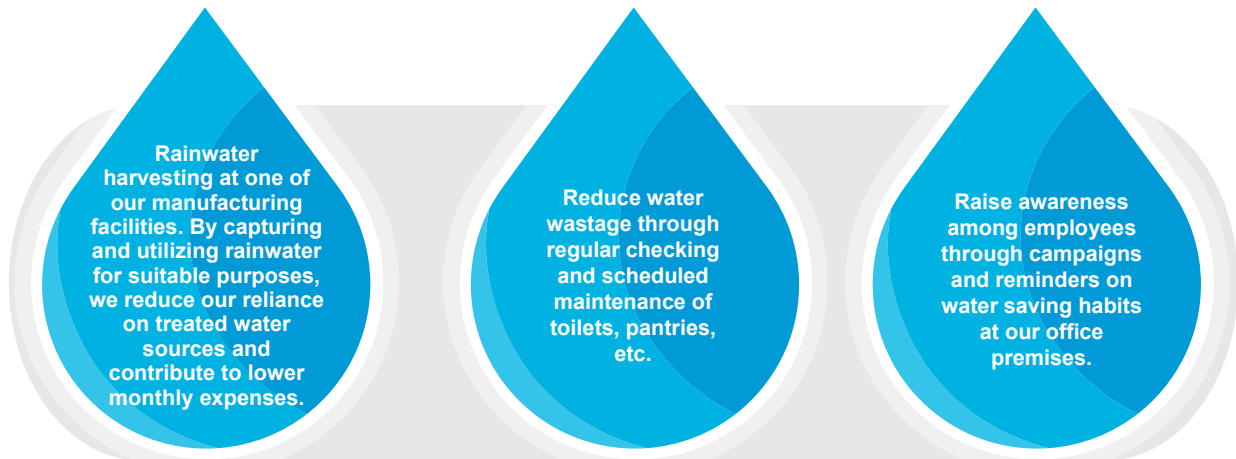 Rainwater
harvesting at one of
our manufacturing
facilities. By capturing
and utilizing rainwater
for suitable purposes,
we reduce our reliance
on treated water
sources and
contribute to lower
monthly expenses.
Reduce water
wastage through
regular checking
and scheduled
maintenance of
toilets, pantries,
etc.
Raise awareness
among employees
through campaigns
and reminders on
water saving habits
at our office
premises.